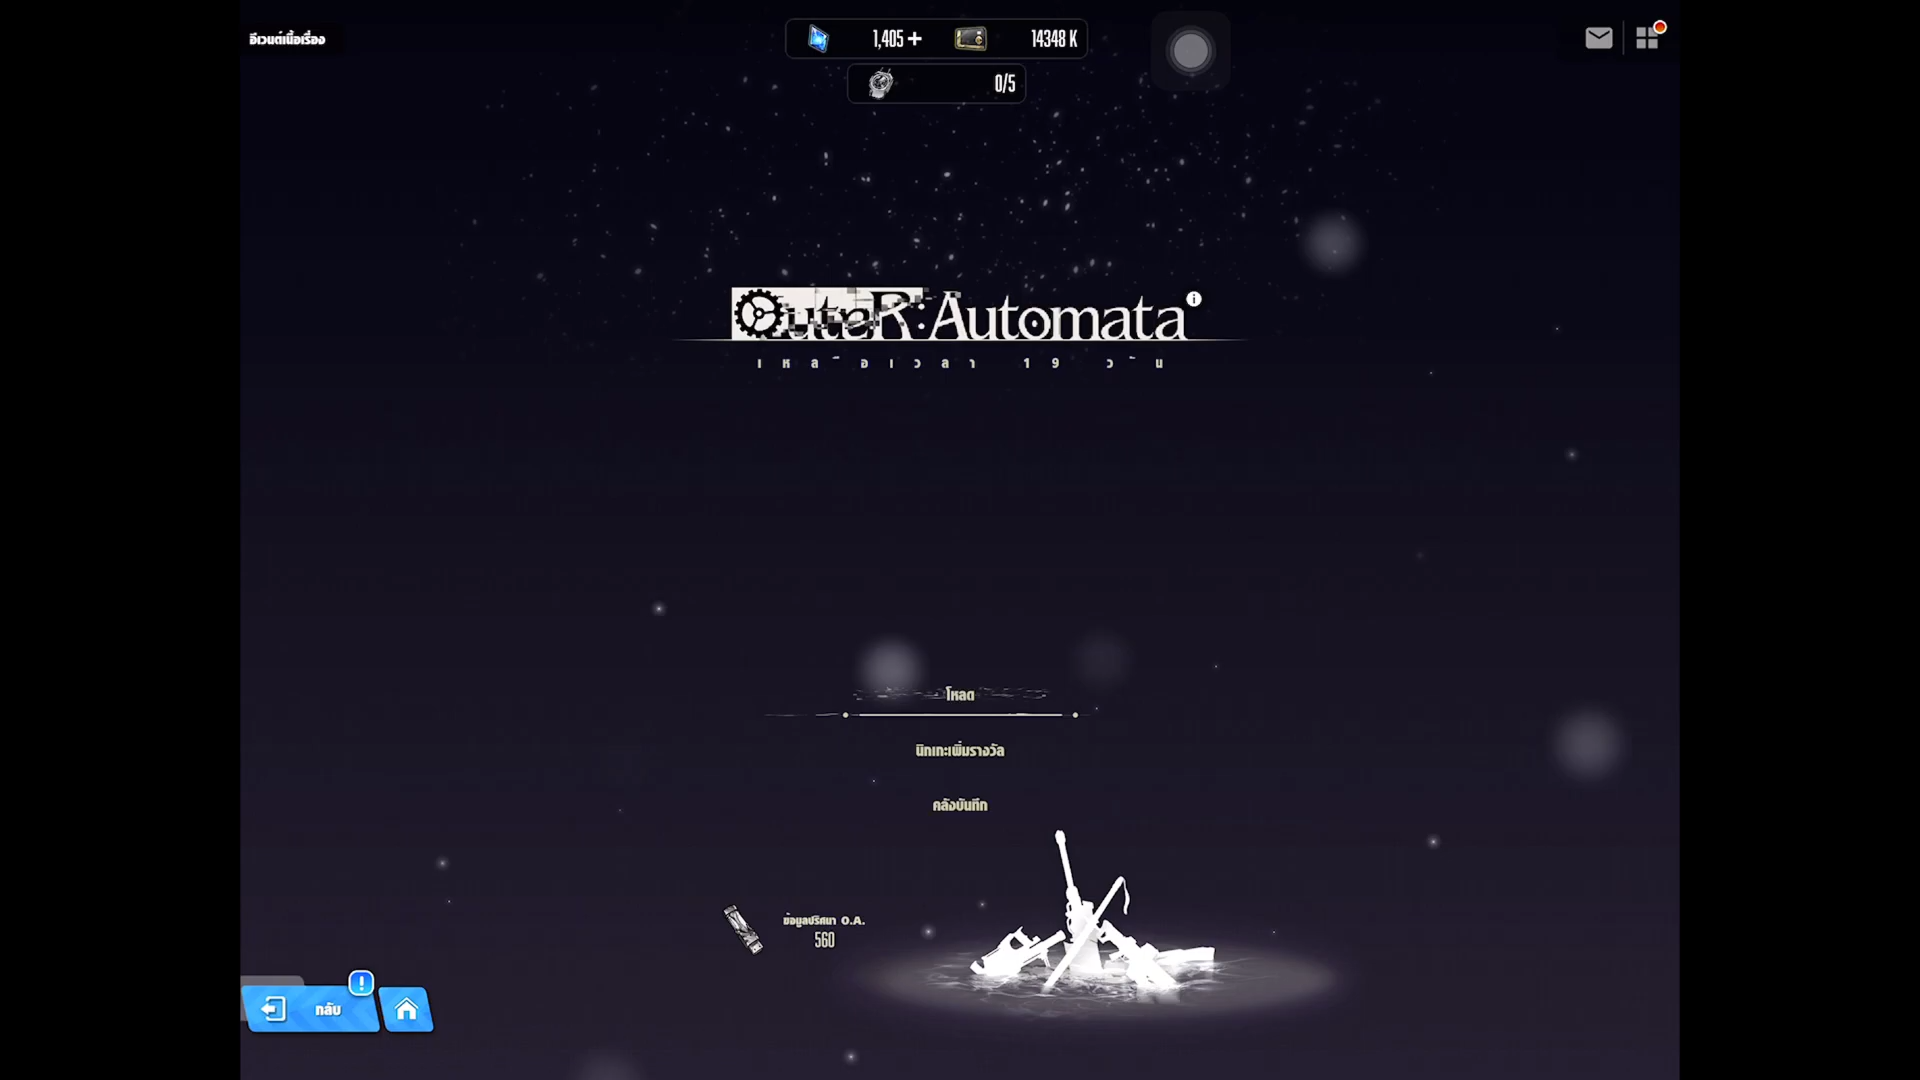 อีเวนต์เนื้อเรื่อง
1,405 +
14348 K
0/5
OuteR:Automata
เหลือเวลา 19 วัน
โหลด
นิกเกะเพิ่มรางวัล
คลังบันทึก
ข้อมูลปริศนา O.A.
560
กลับ